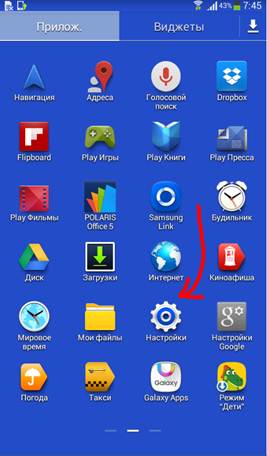 43% 7:45
Прилож. Виджеты
Навигация Адреса Голосовой Dropbox
поиск
Flipboard Play Игры Play Книги Play Пресса
Play Фильмы POLARIS Samsung Будильник
Office 5 Link
Диск Загрузки Интернет Киноафиша
Мировое Мои файлы Настройки Настройки
время Google
Погода Такси Galaxy Apps Режим
"Дети"